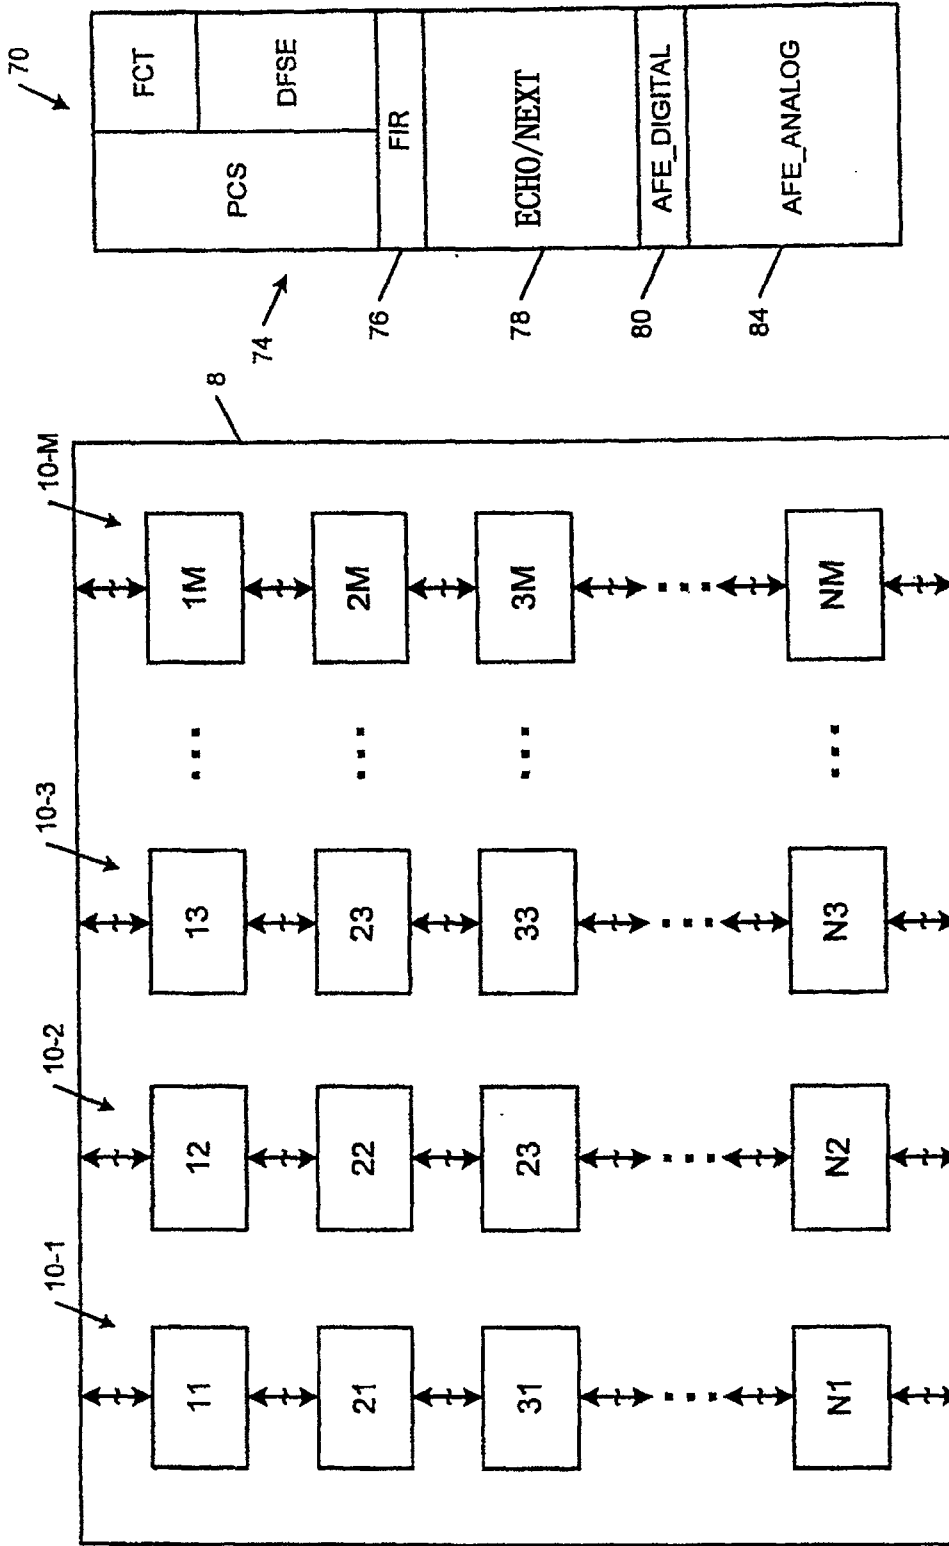 8
10-1
10-2
10-3
10-M
11
12
13
1M
21
22
23
2M
31
23
33
3M
N1
N2
N3
NM
70
74
PCS
FCT
DFSE
76
FIR
78
ECHO/NEXT
80
AFE_DIGITAL
84
AFE_ANALOG